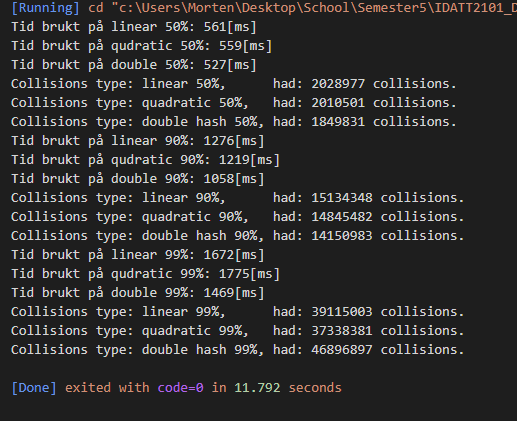 [Running] cd "c:\Users\Morten\Desktop\School\Semester5\IDATT2101_D
Tid brukt på linear 50%: 561[ms]
Tid brukt på qudratic 50%: 559[ms]
Tid brukt på double 50%: 527[ms]
Collisions type: linear 50%, had: 2028977 collisions.
Collisions type: quadratic 50%, had: 2010501 collisions.
Collisions type: double hash 50%, had: 1849831 collisions.
Tid brukt på linear 90%: 1276[ms]
Tid brukt på qudratic 90%: 1219[ms]
Tid brukt på double 90%: 1058[ms]
Collisions type: linear 90%, had: 15134348 collisions.
Collisions type: quadratic 90%, had: 14845482 collisions.
Collisions type: double hash 90%, had: 14150983 collisions.
Tid brukt på linear 99%: 1672[ms]
Tid brukt på qudratic 99%: 1775[ms]
Tid brukt på double 99%: 1469[ms]
Collisions type: linear 99%, had: 39115003 collisions.
Collisions type: quadratic 99%, had: 37338381 collisions.
Collisions type: double hash 99%, had: 46896897 collisions.
[Done] exited with code=0 in 11.792 seconds